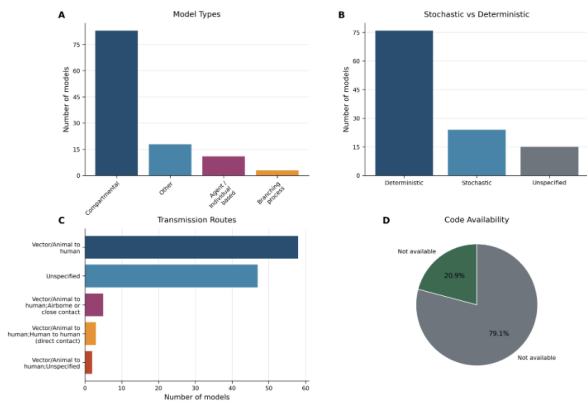 A
Model Types
Number of models
75
60
45
30
15
0
Compartmental
Other
Agent /
Individual
based
Branching
process
B
Stochastic vs Deterministic
Number of models
75
60
45
30
15
0
Deterministic
Stochastic
Unspecified
C
Transmission Routes
Vector/Animal to
human
Unspecified
Vector/Animal to
human;Airborne or
close contact
Vector/Animal to
human;Human to human
(direct contact)
Vector/Animal to
human;Unspecified
0
10
20
30
40
50
60
Number of models
D
Code Availability
Not available
20.9%
79.1%
Not available